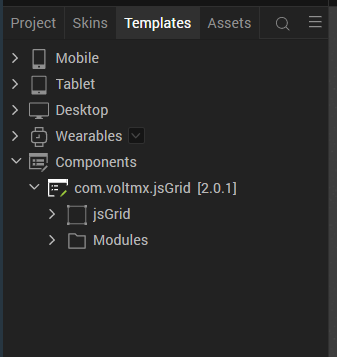 Project Skins Templates Assets
Mobile
Tablet
Desktop
Wearables
Components
com.voltmx.jsGrid [2.0.1]
jsGrid
Modules